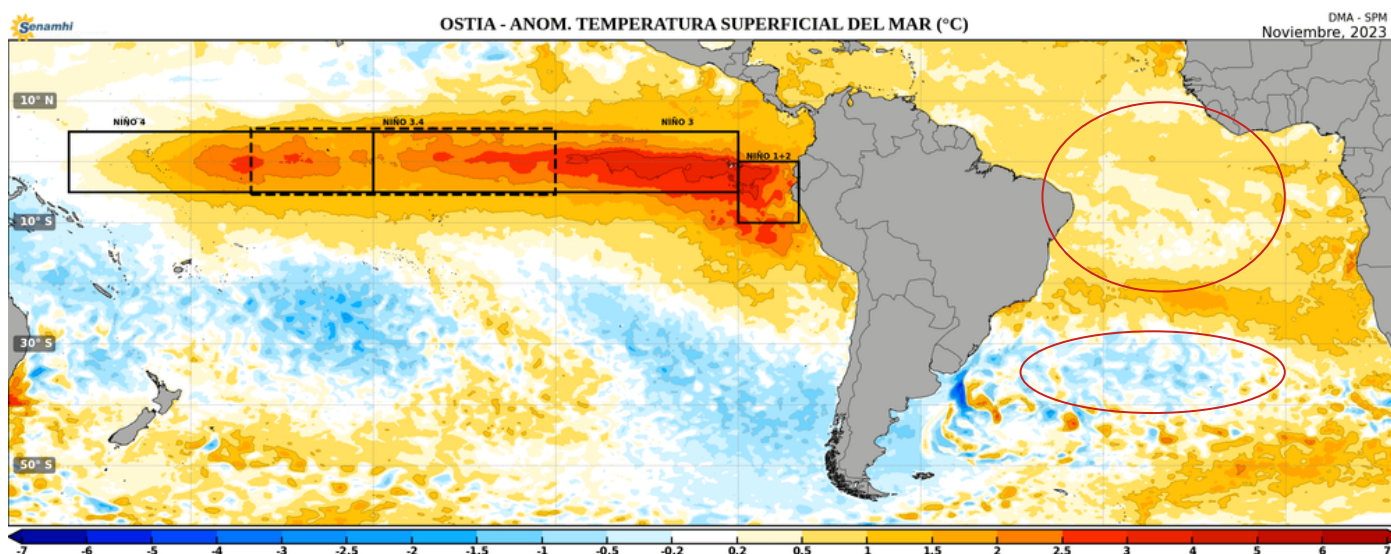 Senamhi
OSTIA - ANOM. TEMPERATURA SUPERFICIAL DEL MAR (°C)
DMA - SPM
Noviembre, 2023
10° N
NIÑO 4
NIÑO 3.4
NIÑO 3
NIÑO 1+2
10° S
30° S
50° S
-7 -6 -5 -4 -3 -2.5 -2 -1.5 -1 -0.5 -0.2 0.2 0.5 1 1.5 2 2.5 3 4 5 6 7